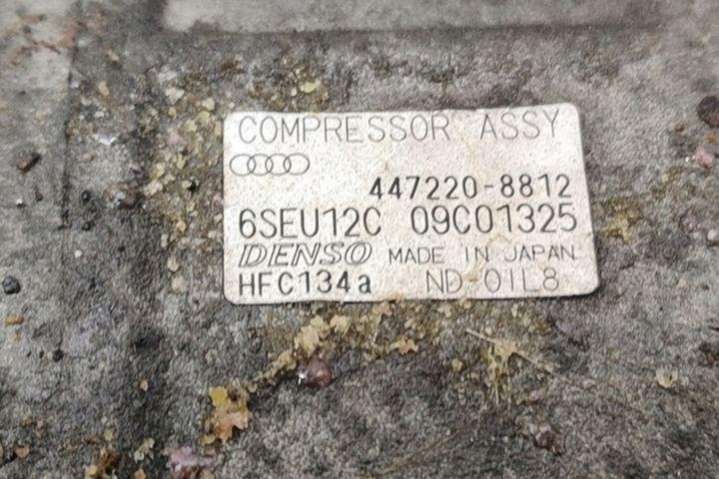 COMPRESSOR ASSY
447220-8812
6SEU12C 09C01325
DENSO MADE IN JAPAN
HFC134a ND-OIL8